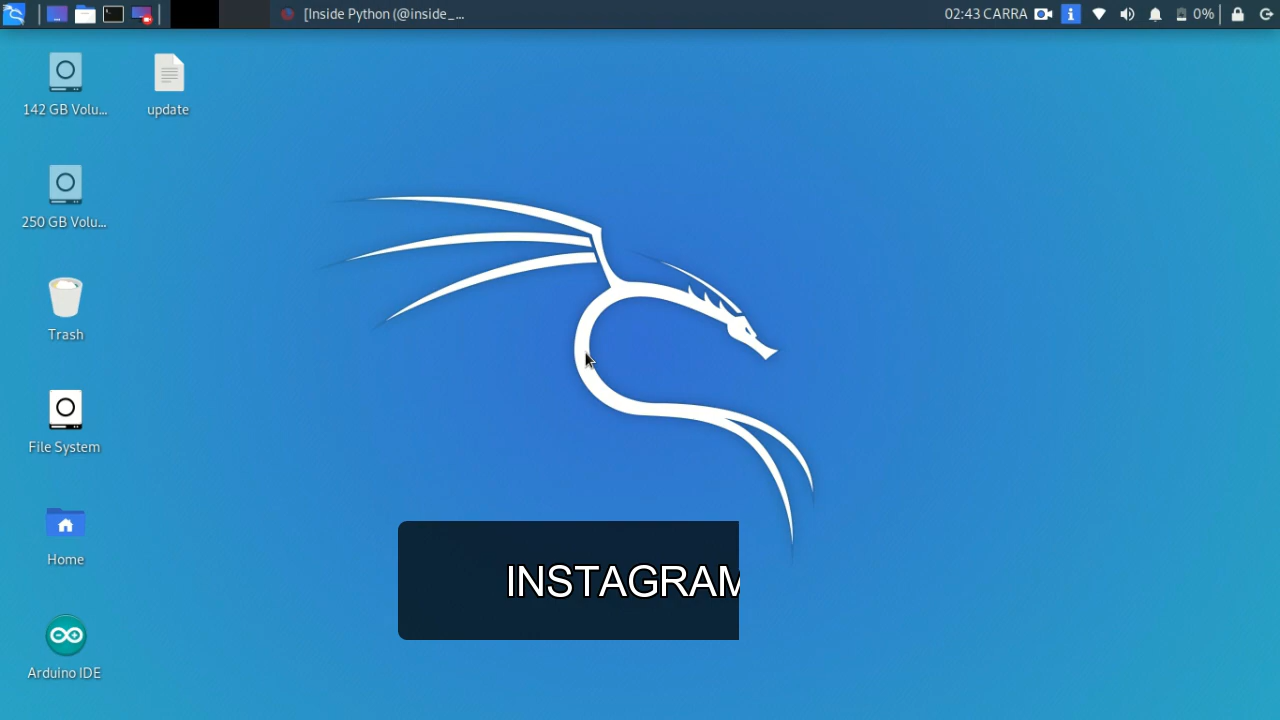 [Inside Python (@inside_...
02:43 CARRA
0%
142 GB Volu...
update
250 GB Volu...
Trash
File System
Home
INSTAGRAM
Arduino IDE